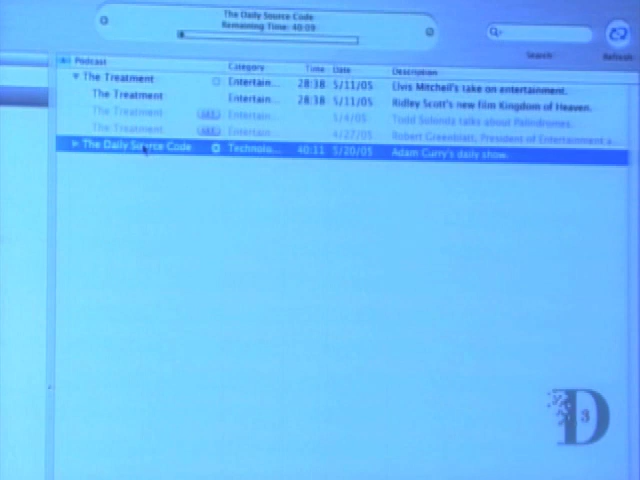 The Daily Source Code
Remaining Time: 40:09
Search
Refresh
Podcast Category Time Date Description
The Treatment Entertain... 28:38 5/11/05 Elvis Mitchell's take on entertainment.
The Treatment Entertain... 28:38 5/11/05 Ridley Scott's new film Kingdom of Heaven.
The Treatment GET Entertain... 5/4/05 Todd Solondz talks about Palindromes.
The Treatment GET Entertain... 4/27/05 Robert Greenblatt, President of Entertainment a...
The Daily Source Code Technolo... 40:11 5/20/05 Adam Curry's daily show.
D3